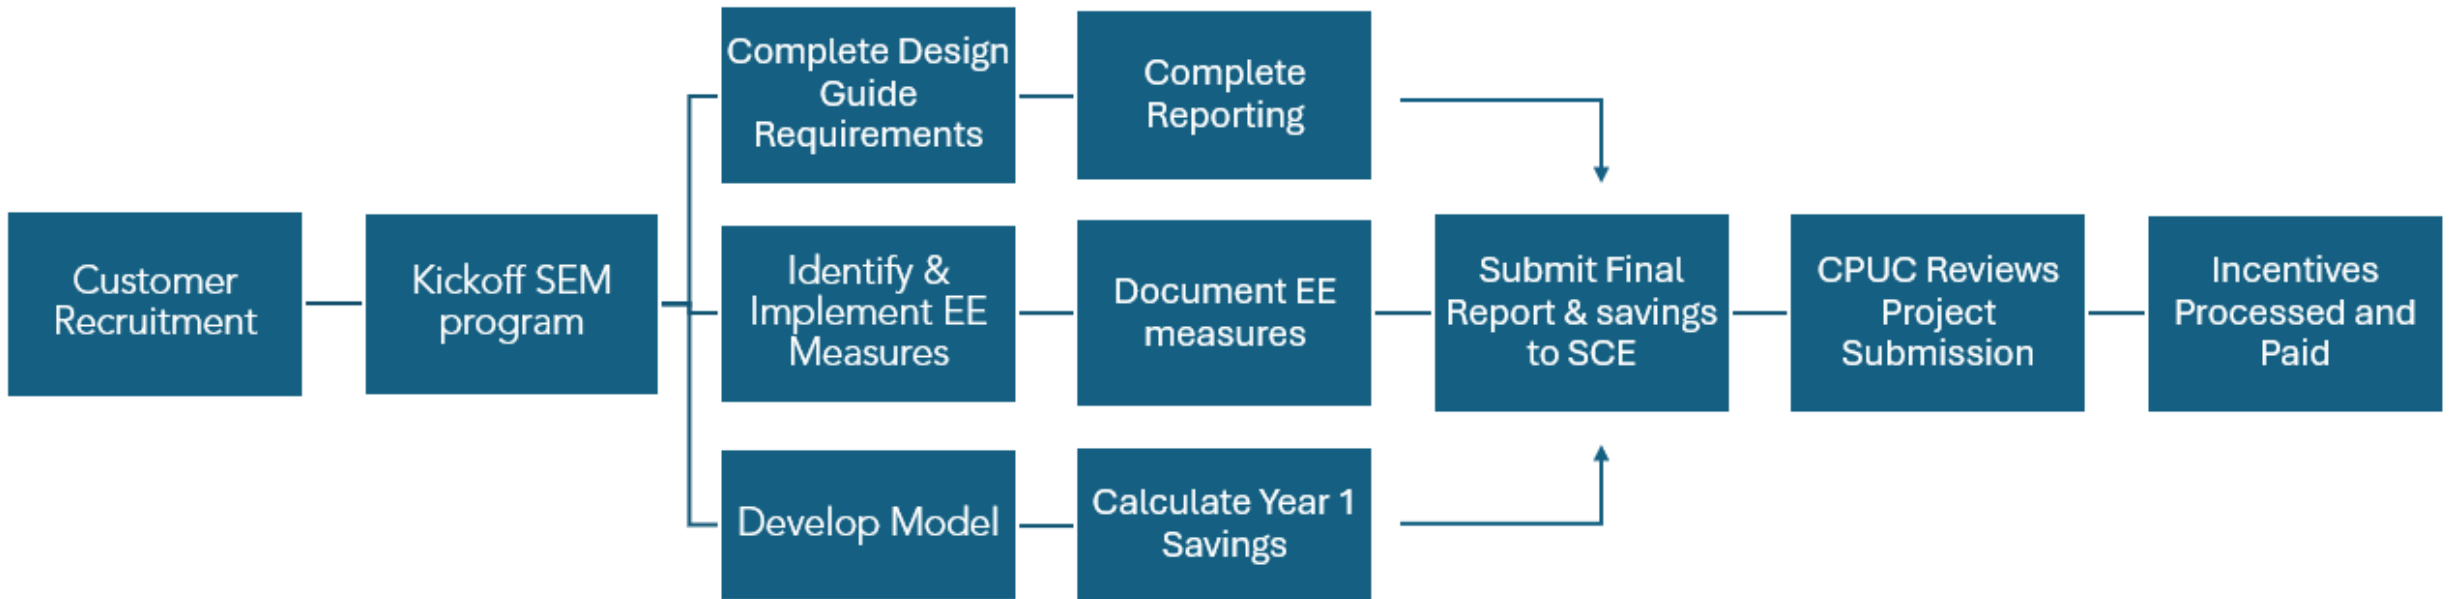 Customer
Recruitment
Kickoff SEM
program
Complete Design
Guide
Requirements
Complete
Reporting
Identify &
Implement EE
Measures
Document EE
measures
Develop Model
Calculate Year 1
Savings
Submit Final
Report & savings
to SCE
CPUC Reviews
Project
Submission
Incentives
Processed and
Paid